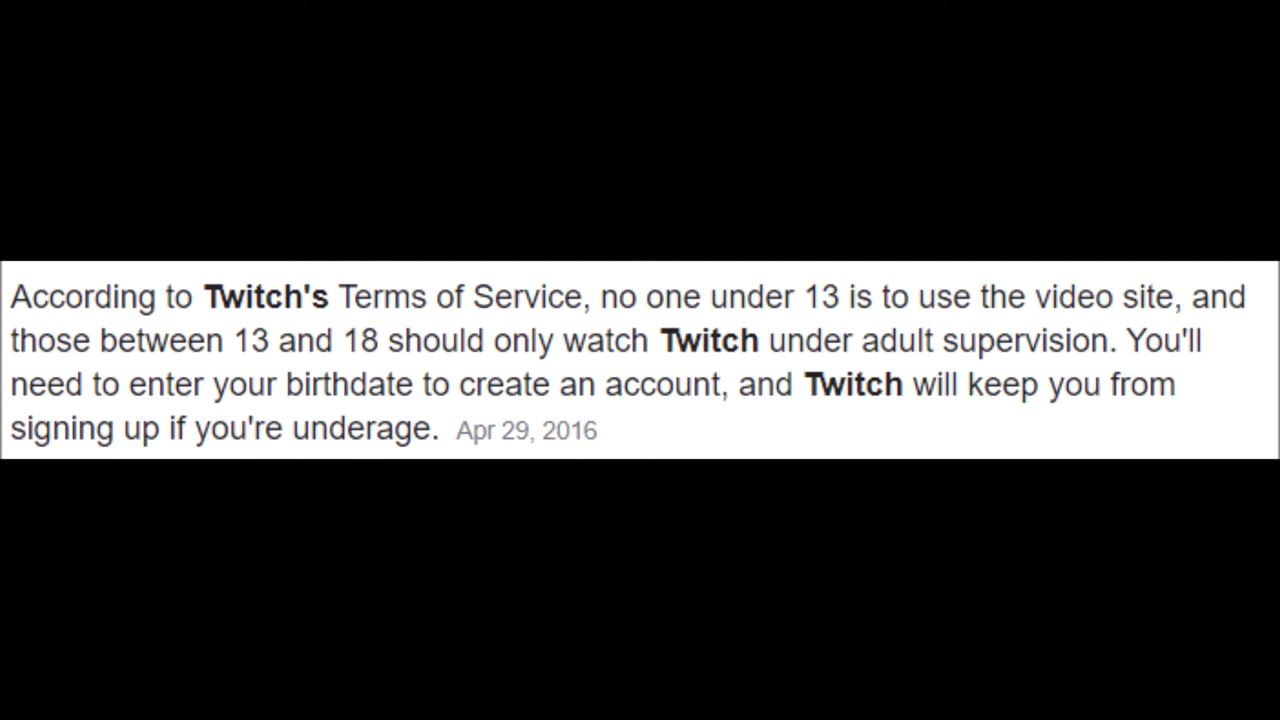 According to Twitch's Terms of Service, no one under 13 is to use the video site, and
those between 13 and 18 should only watch Twitch under adult supervision. You'll
need to enter your birthdate to create an account, and Twitch will keep you from
signing up if you're underage. Apr 29, 2016